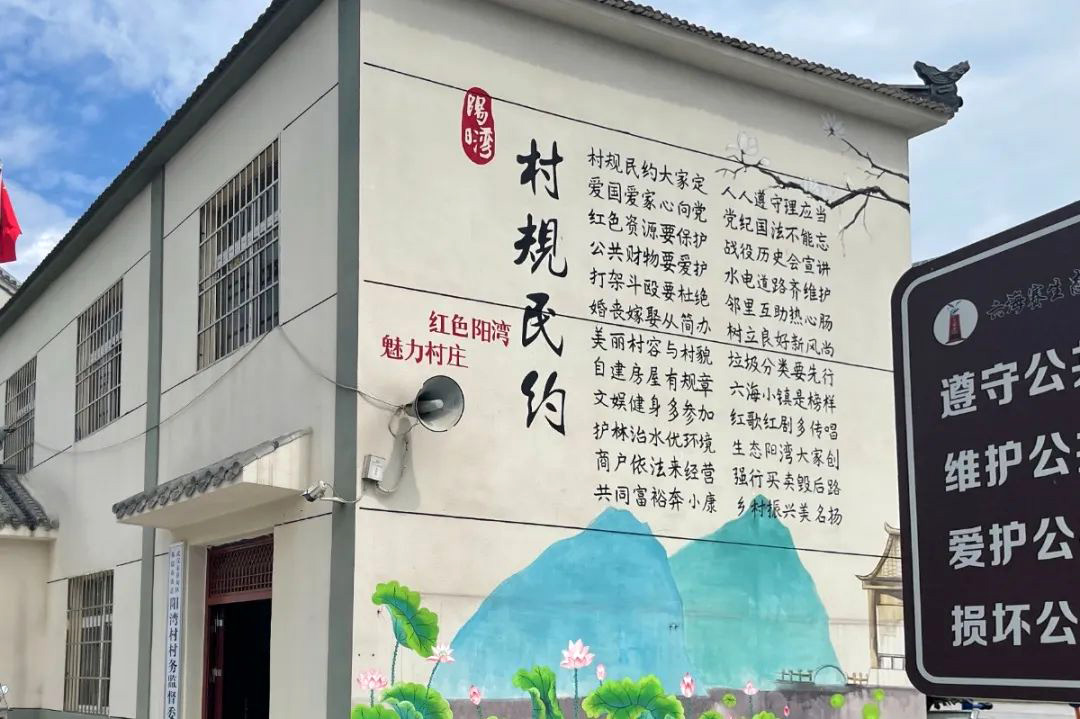 阳湾
村规民约
村规民约大家定 人人遵守理应当
爱国爱家心向党 党纪国法不能忘
红色资源要保护 战役历史会宣讲
公共财物要爱护 水电道路齐维护
打架斗殴要杜绝 邻里互助热心肠
婚丧嫁娶从简办 树立良好新风尚
美丽村容与村貌 垃圾分类要先行
自建房屋有规章 六海小镇是榜样
文娱健身多参加 红歌红剧多传唱
护林治水优环境 生态阳湾大家创
商户依法来经营 强行买卖毁后路
共同富裕奔小康 乡村振兴美名扬
红色阳湾
魅力村庄
阳湾村村务监督委
遵守公共
维护公
爱护公
损坏公